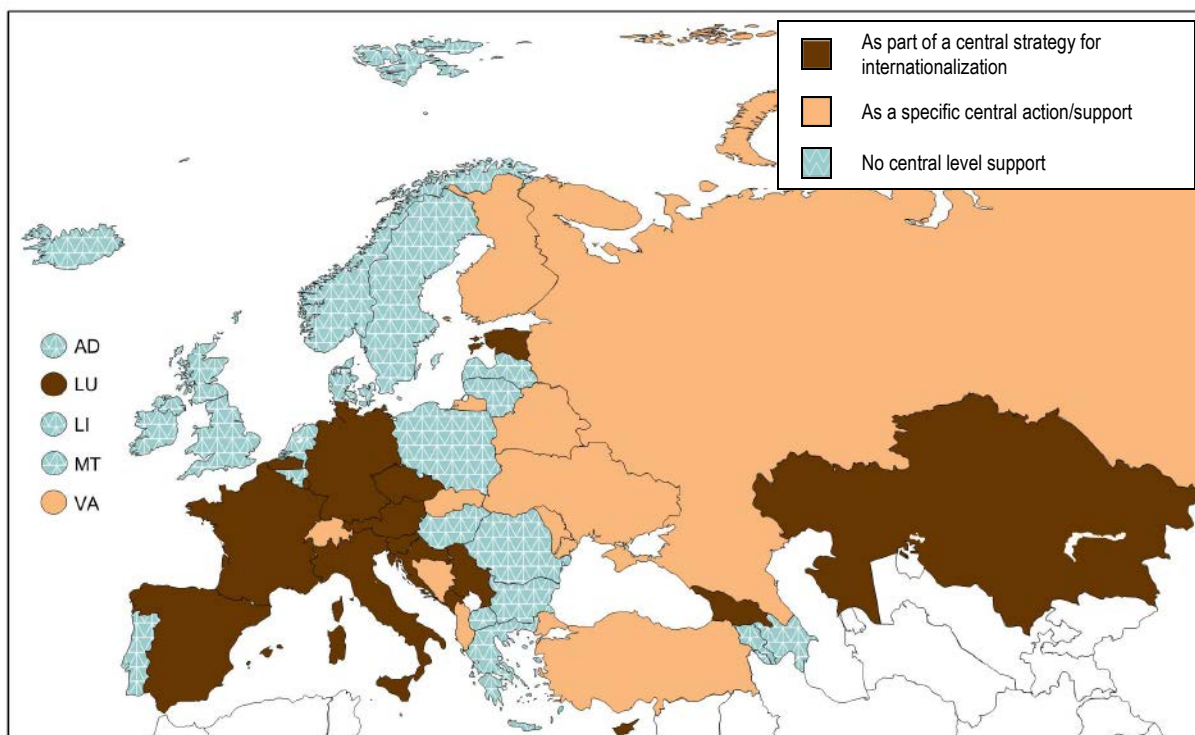 As part of a central strategy for
internationalization
As a specific central action/support
No central level support
AD
LU
LI
MT
VA